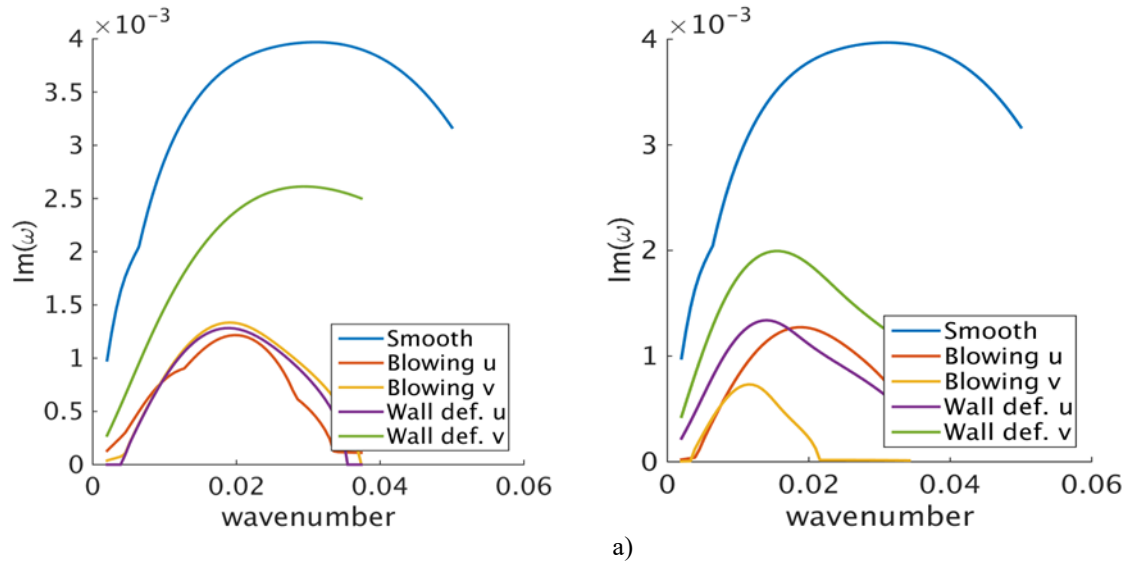 ×10⁻³
4
3.5
3
2.5
2
1.5
1
0.5
0
Im(ω)
Smooth
Blowing u
Blowing v
Wall def. u
Wall def. v
0 0.02 0.04 0.06
wavenumber
×10⁻³
4
3
2
1
0
Im(ω)
Smooth
Blowing u
Blowing v
Wall def. u
Wall def. v
0 0.02 0.04 0.06
wavenumber
a)